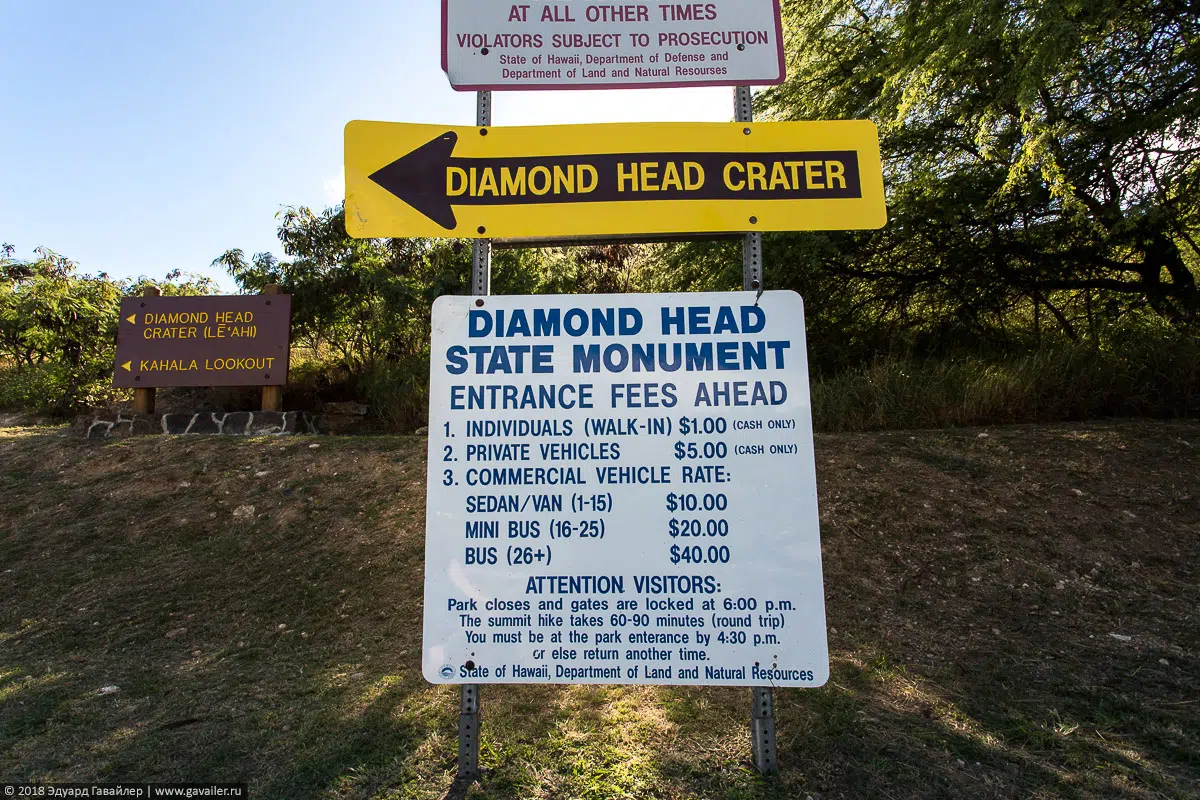 AT ALL OTHER TIMES
VIOLATORS SUBJECT TO PROSECUTION
State of Hawaii, Department of Defense and
Department of Land and Natural Resourses
DIAMOND HEAD CRATER
DIAMOND HEAD
CRATER (LĒʻAHI)
KAHALA LOOKOUT
DIAMOND HEAD
STATE MONUMENT
ENTRANCE FEES AHEAD
1. INDIVIDUALS (WALK-IN) $1.00 (CASH ONLY)
2. PRIVATE VEHICLES $5.00 (CASH ONLY)
3. COMMERCIAL VEHICLE RATE:
SEDAN/VAN (1-15) $10.00
MINI BUS (16-25) $20.00
BUS (26+) $40.00
ATTENTION VISITORS:
Park closes and gates are locked at 6:00 p.m.
The summit hike takes 60-90 minutes (round trip)
You must be at the park entrance by 4:30 p.m.
or else return another time.
State of Hawaii, Department of Land and Natural Resources
© 2018 Эдуард Гавайлер | www.gavailer.ru